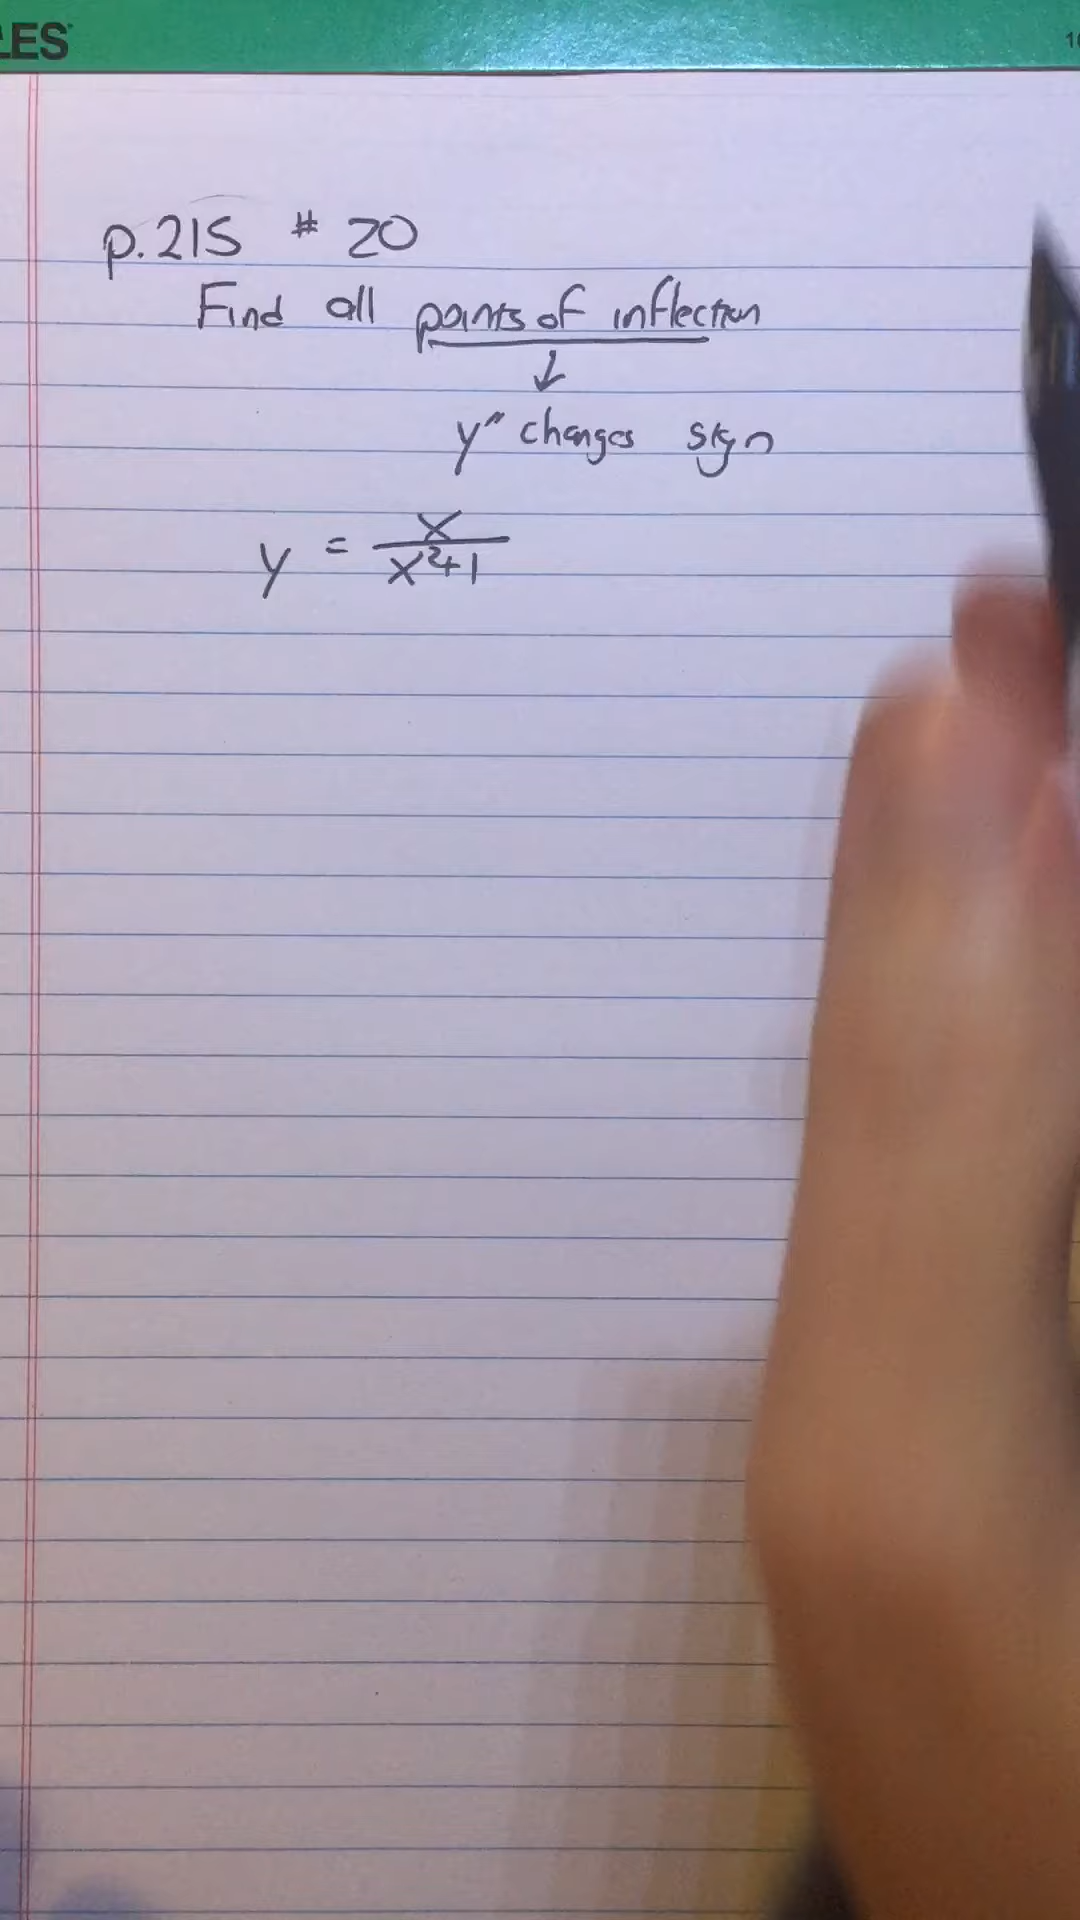 LES
p.215 # 20
Find all points of inflection
↓
y" changes sign
y = x/(x²+1)